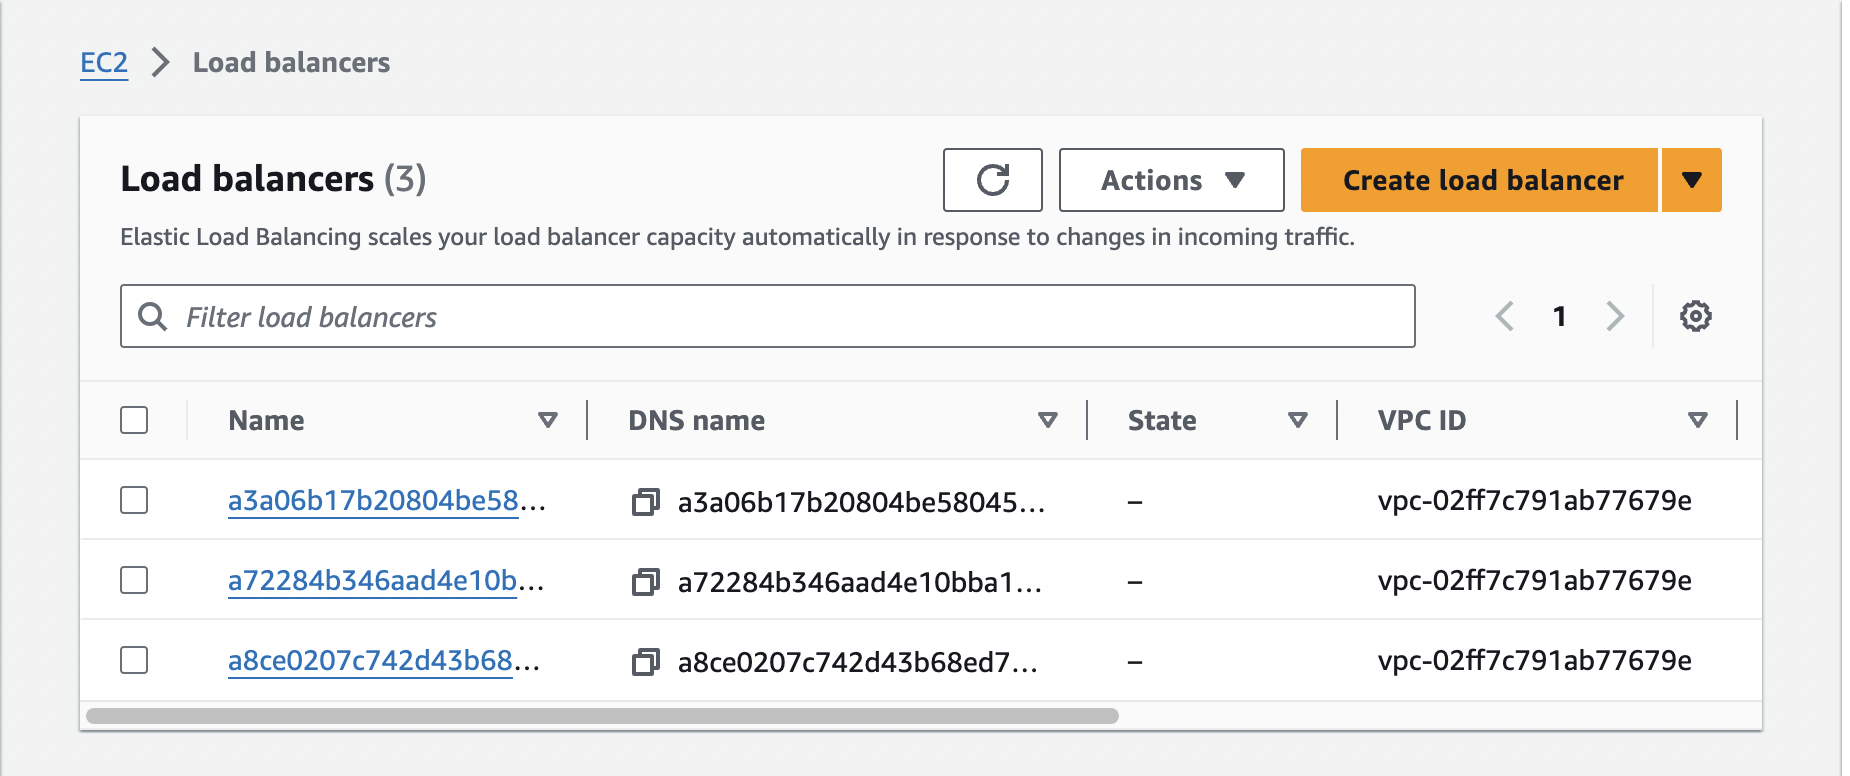 EC2 > Load balancers
Load balancers (3)
Actions
Create load balancer
Elastic Load Balancing scales your load balancer capacity automatically in response to changes in incoming traffic.
Filter load balancers
1
Name DNS name State VPC ID
a3a06b17b20804be58... a3a06b17b20804be58045... – vpc-02ff7c791ab77679e
a72284b346aad4e10b... a72284b346aad4e10bba1... – vpc-02ff7c791ab77679e
a8ce0207c742d43b68... a8ce0207c742d43b68ed7... – vpc-02ff7c791ab77679e